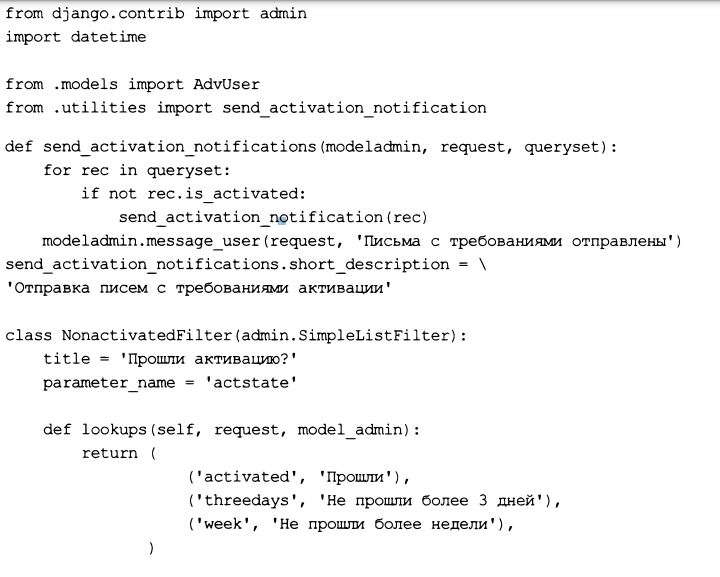 from django.contrib import admin
import datetime
from .models import AdvUser
from .utilities import send_activation_notification
def send_activation_notifications(modeladmin, request, queryset):
    for rec in queryset:
        if not rec.is_activated:
            send_activation_notification(rec)
    modeladmin.message_user(request, 'Письма с требованиями отправлены')
send_activation_notifications.short_description = \
'Отправка писем с требованиями активации'
class NonactivatedFilter(admin.SimpleListFilter):
    title = 'Прошли активацию?'
    parameter_name = 'actstate'
    def lookups(self, request, model_admin):
        return (
                   ('activated', 'Прошли'),
                   ('threedays', 'Не прошли более 3 дней'),
                   ('week', 'Не прошли более недели'),
               )